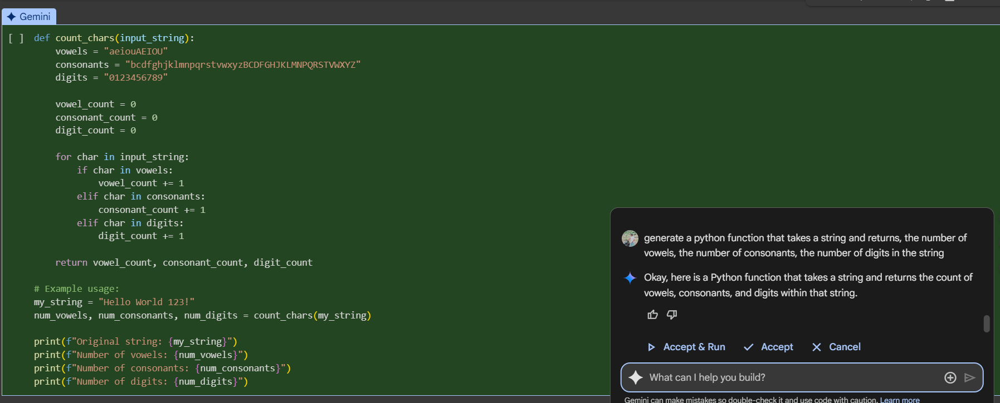 Gemini
[ ] def count_chars(input_string):
vowels = "aeiouAEIOU"
consonants = "bcdfghjklmnpqrstvwxyzBCDFGHJKLMNPQRSTVWXYZ"
digits = "0123456789"
vowel_count = 0
consonant_count = 0
digit_count = 0
for char in input_string:
if char in vowels:
vowel_count += 1
elif char in consonants:
consonant_count += 1
elif char in digits:
digit_count += 1
return vowel_count, consonant_count, digit_count
# Example usage:
my_string = "Hello World 123!"
num_vowels, num_consonants, num_digits = count_chars(my_string)
print(f"Original string: {my_string}")
print(f"Number of vowels: {num_vowels}")
print(f"Number of consonants: {num_consonants}")
print(f"Number of digits: {num_digits}")
generate a python function that takes a string and returns, the number of
vowels, the number of consonants, the number of digits in the string
Okay, here is a Python function that takes a string and returns the count of
vowels, consonants, and digits within that string.
Accept & Run Accept Cancel
What can I help you build?
Gemini can make mistakes so double-check it and use code with caution. Learn more